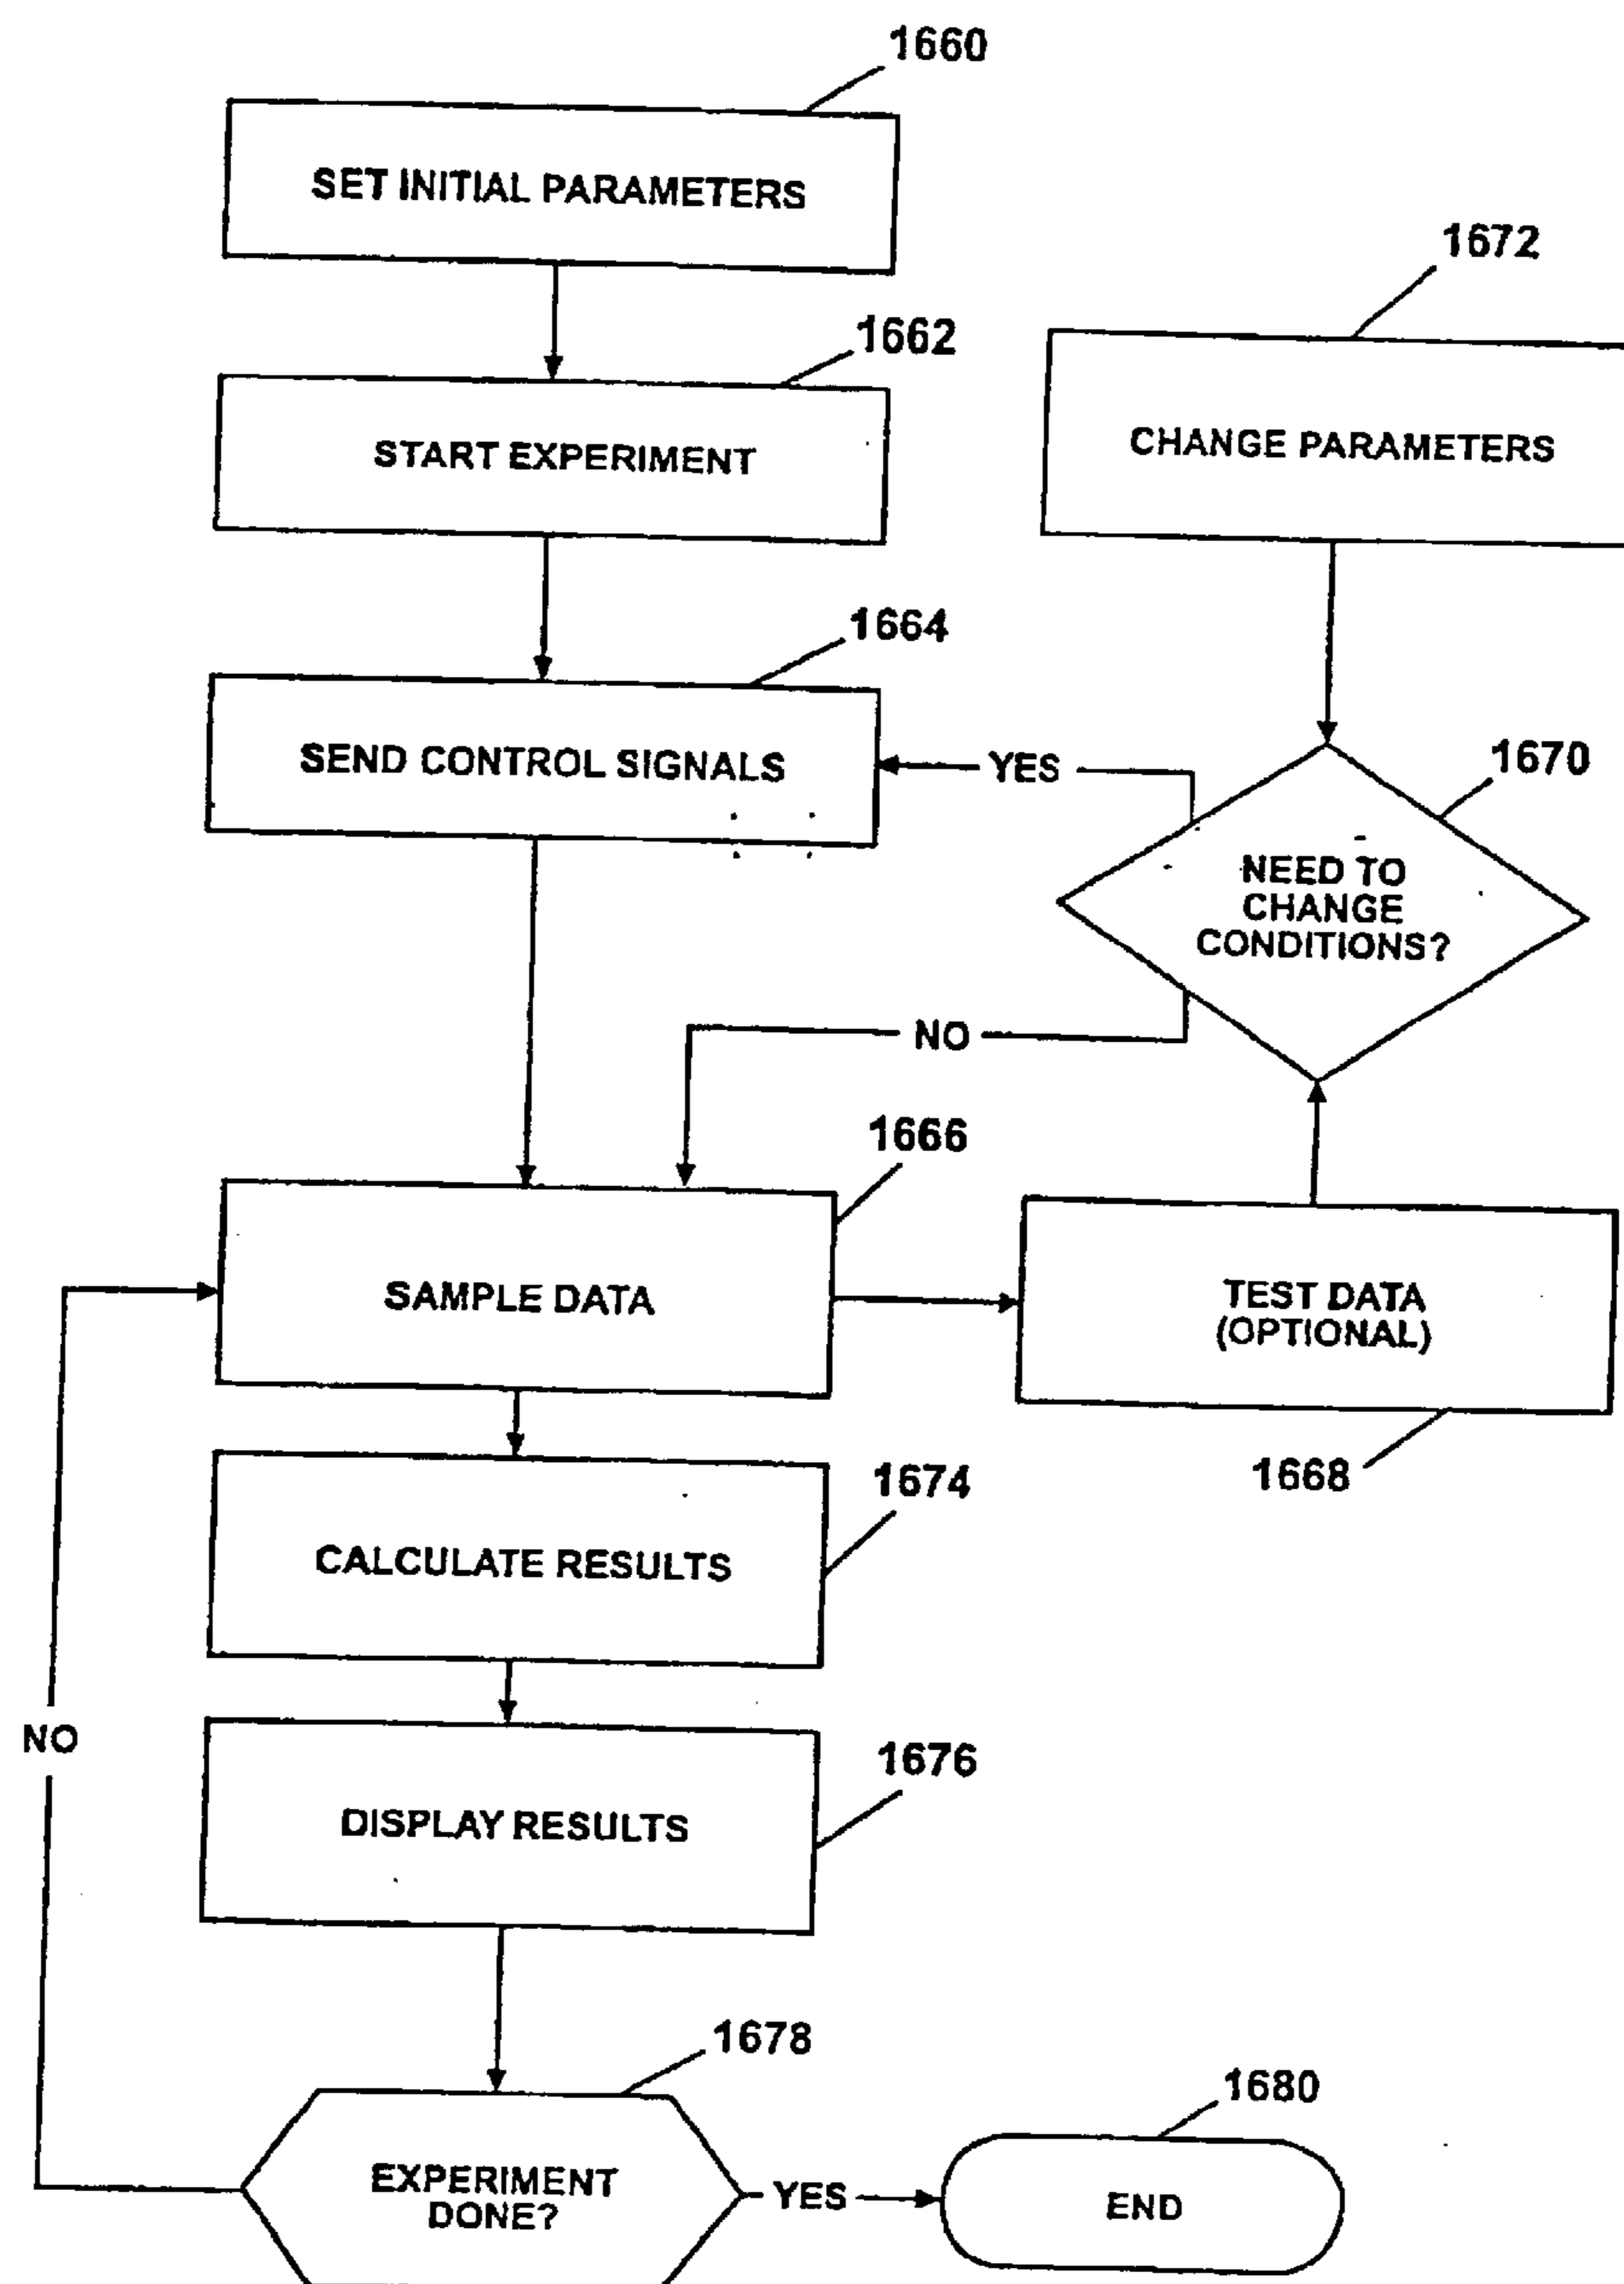 1660
SET INITIAL PARAMETERS
1672
1662
START EXPERIMENT
CHANGE PARAMETERS
1664
SEND CONTROL SIGNALS
YES
1670
NEED TO
CHANGE
CONDITIONS?
NO
1666
SAMPLE DATA
TEST DATA
(OPTIONAL)
1668
1674
CALCULATE RESULTS
NO
1676
DISPLAY RESULTS
1678
1680
EXPERIMENT
DONE?
YES
END